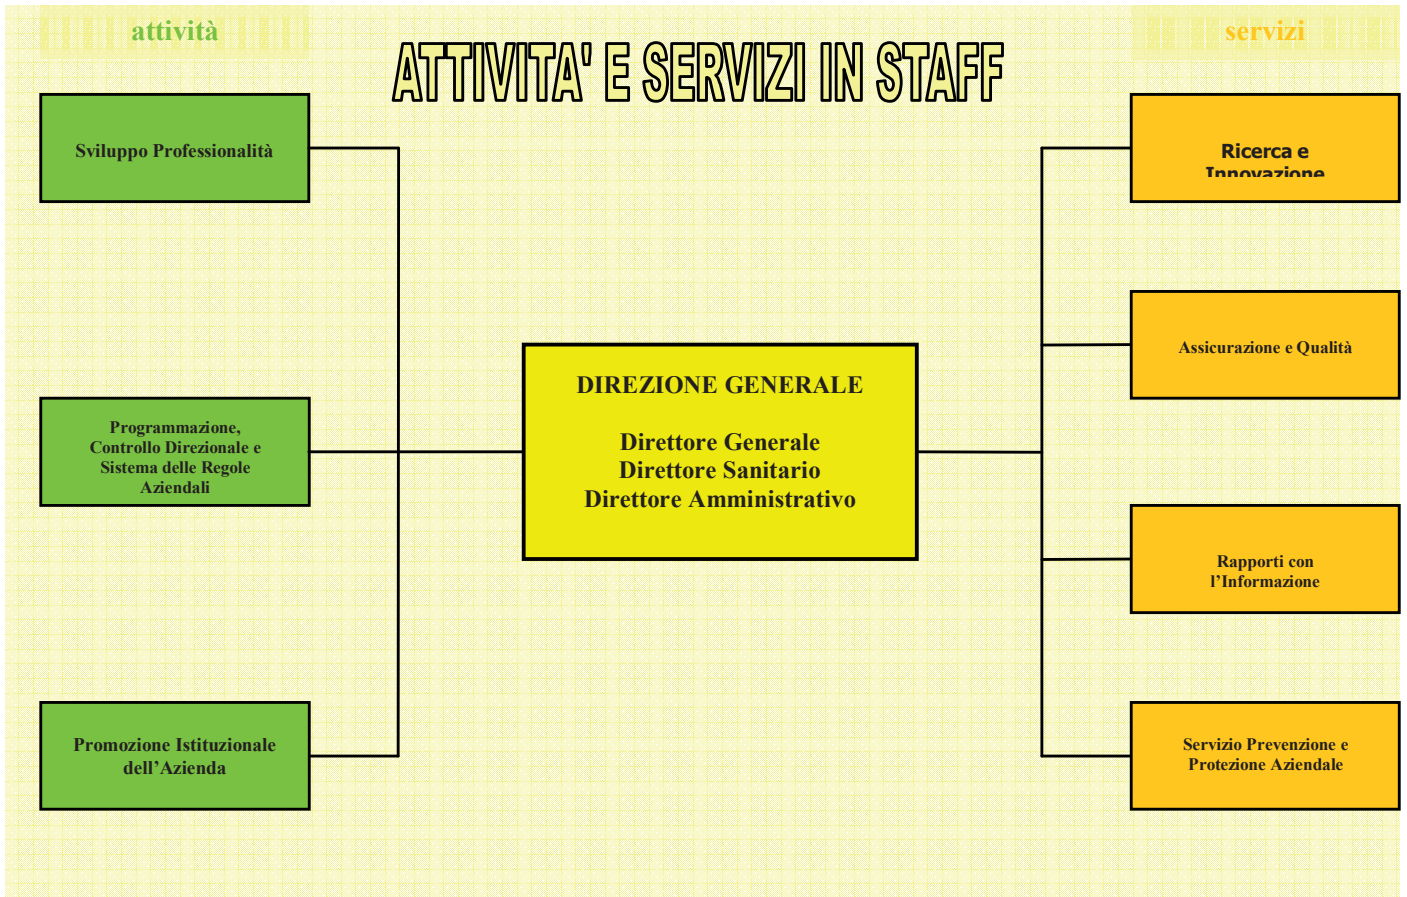 attività
servizi
ATTIVITA' E SERVIZI IN STAFF
Sviluppo Professionalità
Ricerca e
Innovazione
Assicurazione e Qualità
DIREZIONE GENERALE
Direttore Generale
Direttore Sanitario
Direttore Amministrativo
Programmazione,
Controllo Direzionale e
Sistema delle Regole
Aziendali
Rapporti con
l’Informazione
Promozione Istituzionale
dell’Azienda
Servizio Prevenzione e
Protezione Aziendale